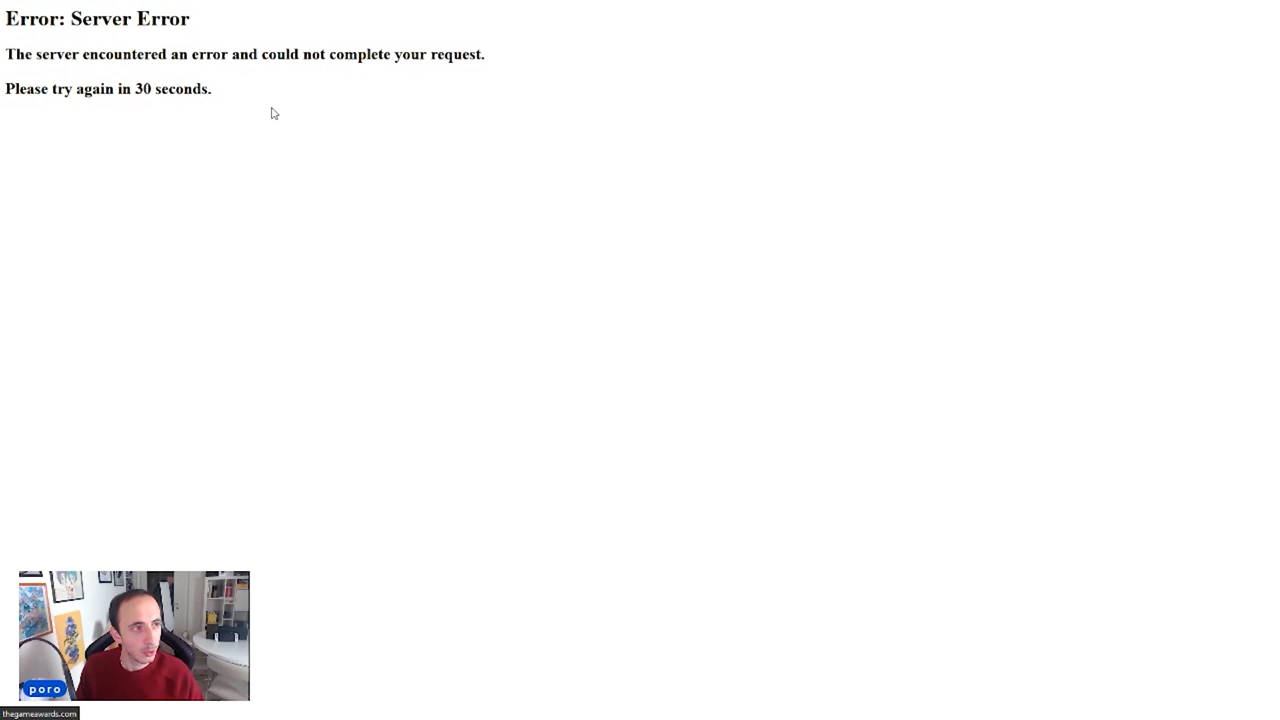 Error: Server Error
The server encountered an error and could not complete your request.
Please try again in 30 seconds.
poro
thegameawards.com